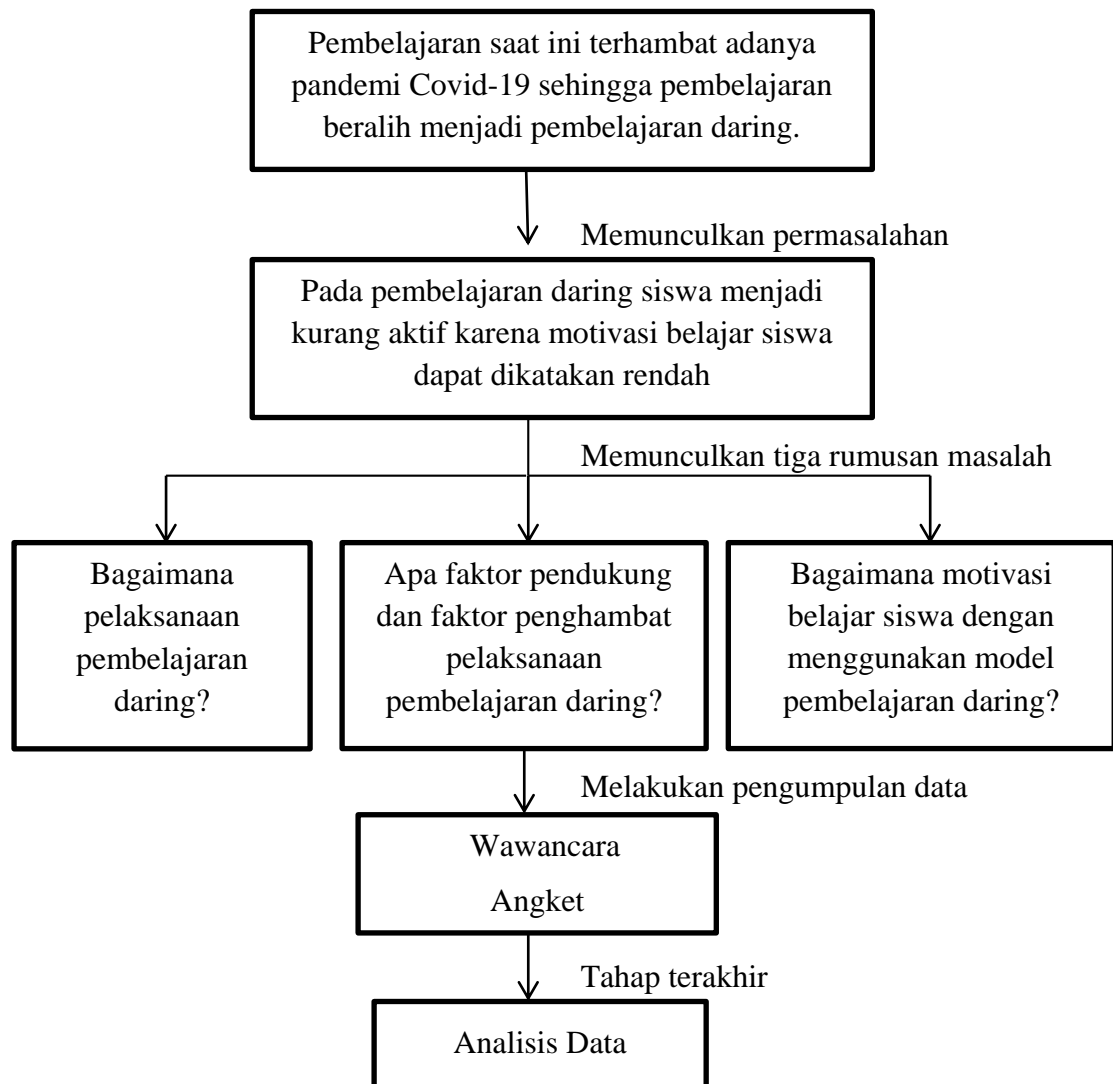 Pembelajaran saat ini terhambat adanya
pandemi Covid-19 sehingga pembelajaran
beralih menjadi pembelajaran daring.
Memunculkan permasalahan
Pada pembelajaran daring siswa menjadi
kurang aktif karena motivasi belajar siswa
dapat dikatakan rendah
Memunculkan tiga rumusan masalah
Bagaimana
pelaksanaan
pembelajaran
daring?
Apa faktor pendukung
dan faktor penghambat
pelaksanaan
pembelajaran daring?
Bagaimana motivasi
belajar siswa dengan
menggunakan model
pembelajaran daring?
Melakukan pengumpulan data
Wawancara
Angket
Tahap terakhir
Analisis Data